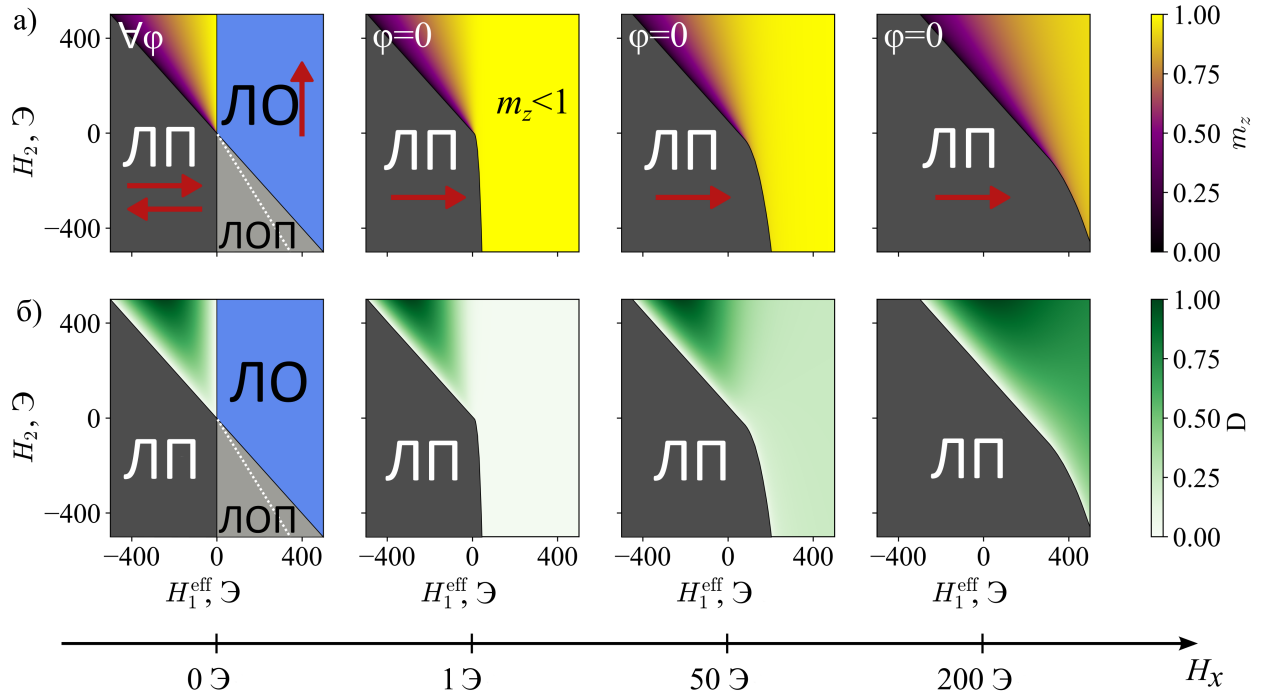 а)
H₂, Э
400
0
−400
∀φ
ЛО
ЛП
ЛОП
φ=0
ЛП
m_z<1
φ=0
ЛП
φ=0
ЛП
1.00
0.75
0.50
0.25
0.00
m_z
б)
H₂, Э
400
0
−400
ЛО
ЛП
ЛОП
ЛП
ЛП
ЛП
1.00
0.75
0.50
0.25
0.00
D
−400 0 400
−400 0 400
−400 0 400
−400 0 400
H₁^eff, Э
H₁^eff, Э
H₁^eff, Э
H₁^eff, Э
0 Э
1 Э
50 Э
200 Э
H_x